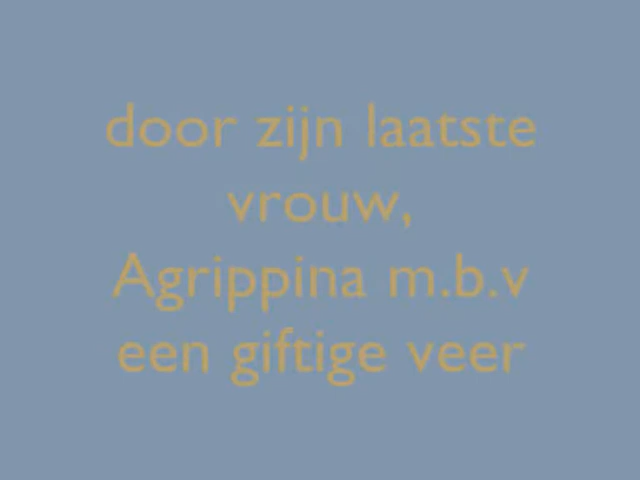 door zijn laatste
vrouw,
Agrippina m.b.v
een giftige veer